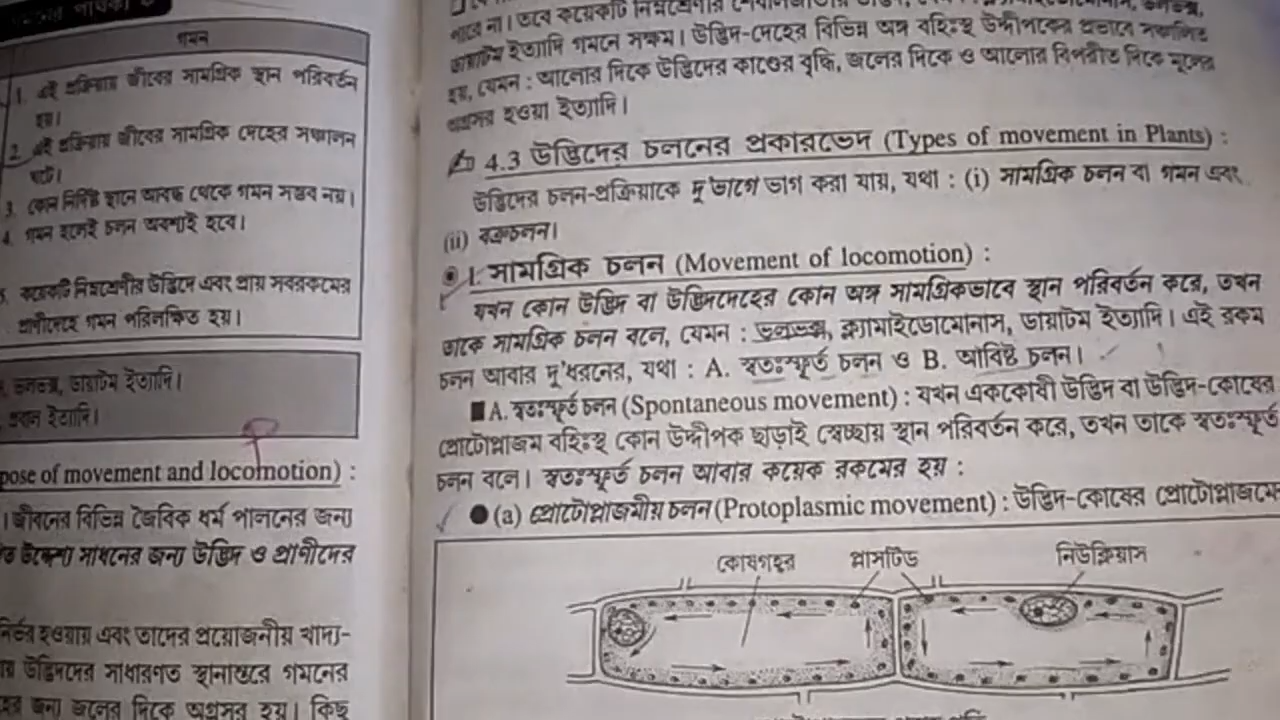 গমন
1. এই প্রক্রিয়ায় জীবের সামগ্রিক স্থান পরিবর্তন
হয়।
2. এই প্রক্রিয়ায় জীবের সামগ্রিক দেহের সঞ্চালন
ঘটে।
3. কোন নির্দিষ্ট স্থানে আবদ্ধ থেকে গমন সম্ভব নয়।
4. গমন হলেই চলন অবশ্যই হবে।
5. কয়েকটি নিম্নশ্রেণীর উদ্ভিদে এবং প্রায় সবরকমের
প্রাণীদেহে গমন পরিলক্ষিত হয়।
ভলভক্স, ডায়াটম ইত্যাদি।
ইত্যাদি।
pose of movement and locomotion) :
। জীবনের বিভিন্ন জৈবিক ধর্ম পালনের জন্য
উদ্দেশ্য সাধনের জন্য উদ্ভিদ ও প্রাণীদের
নির্ভর হওয়ায় এবং তাদের প্রয়োজনীয় খাদ্য-
উদ্ভিদদের সাধারণত স্থানান্তরে গমনের
জন্য জলের দিকে অগ্রসর হয়। কিছু
পারে না। তবে কয়েকটি নিম্নশ্রেণীর
ডায়াটম ইত্যাদি গমনে সক্ষম। উদ্ভিদ-দেহের বিভিন্ন অঙ্গ বহিঃস্থ উদ্দীপকের প্রভাবে সঞ্চালিত
হয়, যেমন : আলোর দিকে উদ্ভিদের কাণ্ডের বৃদ্ধি, জলের দিকে ও আলোর বিপরীত দিকে মূলের
অগ্রসর হওয়া ইত্যাদি।
4.3 উদ্ভিদের চলনের প্রকারভেদ (Types of movement in Plants) :
উদ্ভিদের চলন-প্রক্রিয়াকে দু'ভাগে ভাগ করা যায়, যথা : (i) সামগ্রিক চলন বা গমন এবং
(ii) বক্রচলন।
I. সামগ্রিক চলন (Movement of locomotion) :
যখন কোন উদ্ভিদ বা উদ্ভিদদেহের কোন অঙ্গ সামগ্রিকভাবে স্থান পরিবর্তন করে, তখন
তাকে সামগ্রিক চলন বলে, যেমন : ভলভক্স, ক্ল্যামাইডোমোনাস, ডায়াটম ইত্যাদি। এই রকম
চলন আবার দু'ধরনের, যথা : A. স্বতঃস্ফূর্ত চলন ও B. আবিষ্ট চলন।
■ A. স্বতঃস্ফূর্ত চলন (Spontaneous movement) : যখন এককোষী উদ্ভিদ বা উদ্ভিদ-কোষের
প্রোটোপ্লাজম বহিঃস্থ কোন উদ্দীপক ছাড়াই স্বেচ্ছায় স্থান পরিবর্তন করে, তখন তাকে স্বতঃস্ফূর্ত
চলন বলে। স্বতঃস্ফূর্ত চলন আবার কয়েক রকমের হয় :
● (a) প্রোটোপ্লাজমীয় চলন (Protoplasmic movement) : উদ্ভিদ-কোষের প্রোটোপ্লাজমে
কোষগহ্বর প্লাসটিড নিউক্লিয়াস